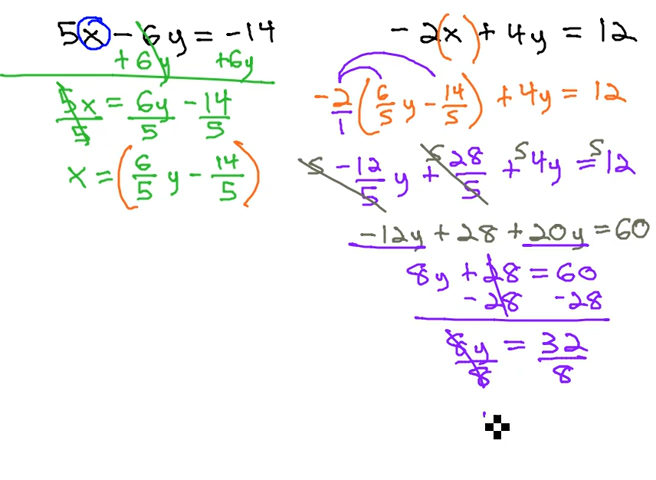 5x - 6y = -14
+ 6y +6y
5x/5 = 6y/5 - 14/5
x = (6/5 y - 14/5)
- 2(x) + 4y = 12
-2/1 (6/5 y - 14/5) + 4y = 12
5 -12/5 y + 5 28/5 + 5 4y = 5 12
-12y + 28 + 20y = 60
8y + 28 = 60
- 28 -28
8y/8 = 32/8